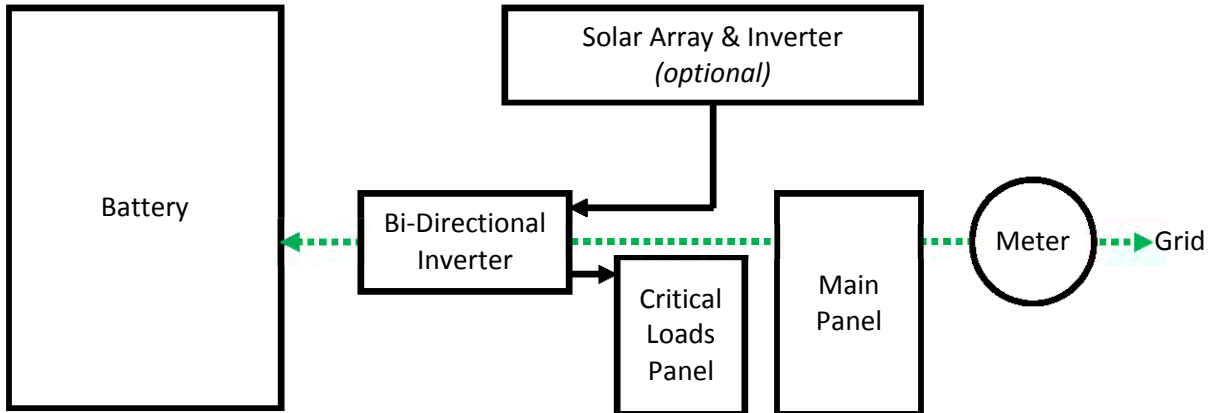 Solar Array & Inverter
(optional)
Battery
Bi-Directional
Inverter
Critical
Loads
Panel
Main
Panel
Meter
Grid